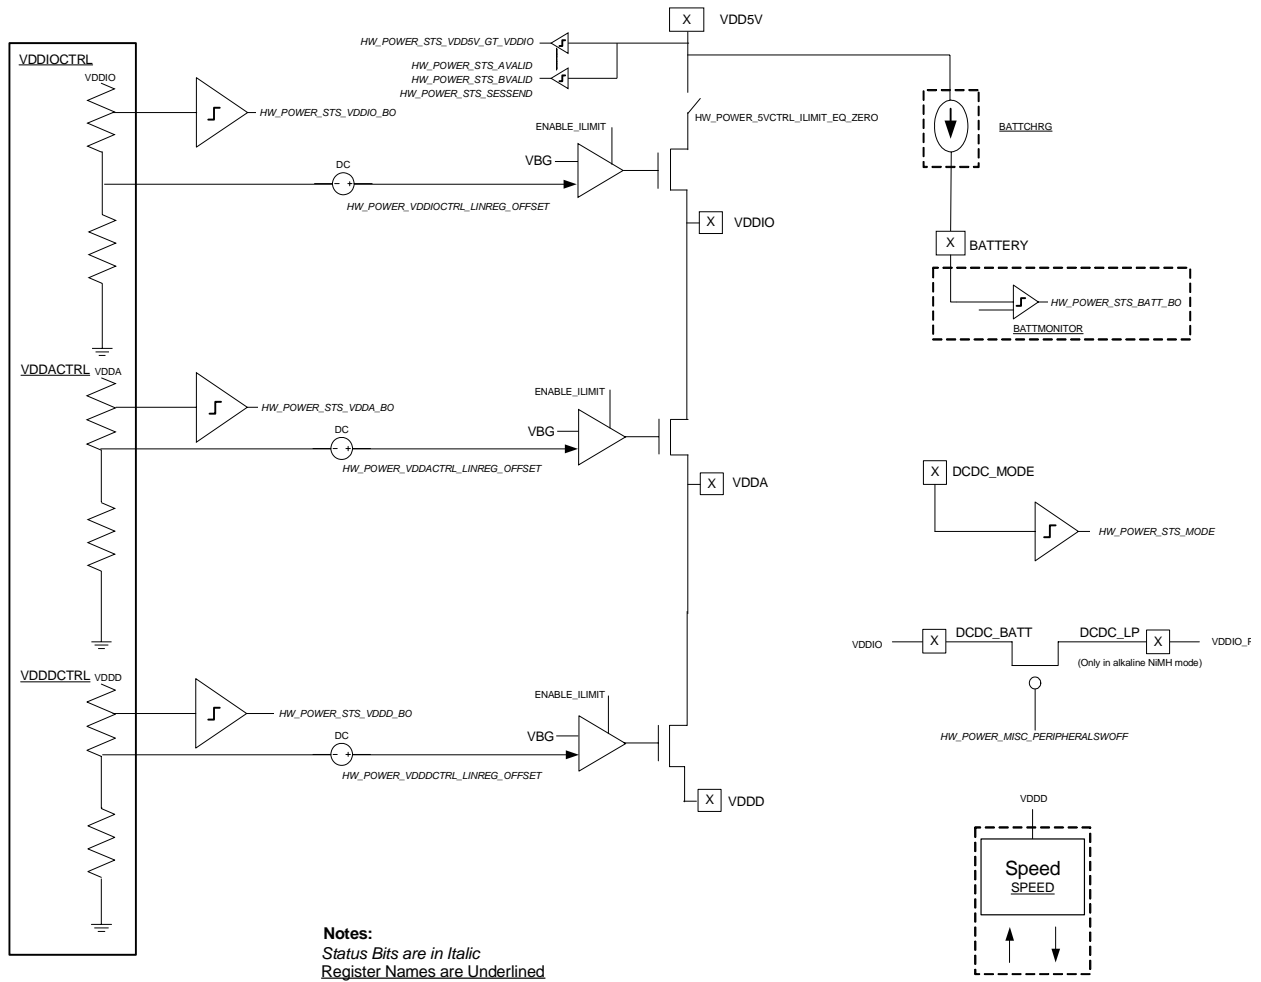 VDD5V
X
HW_POWER_STS_VDD5V_GT_VDDIO
HW_POWER_STS_AVALID
HW_POWER_STS_BVALID
HW_POWER_STS_SESSEND
VDDIOCTRL
VDDIO
HW_POWER_STS_VDDIO_BO
HW_POWER_5VCTRL_ILIMIT_EQ_ZERO
BATTCHRG
ENABLE_ILIMIT
VBG
DC
- +
HW_POWER_VDDIOCTRL_LINREG_OFFSET
X
VDDIO
X
BATTERY
HW_POWER_STS_BATT_BO
BATTMONITOR
VDDACTRL
VDDA
HW_POWER_STS_VDDA_BO
ENABLE_ILIMIT
VBG
DC
- +
HW_POWER_VDDACTRL_LINREG_OFFSET
X
VDDA
X
DCDC_MODE
HW_POWER_STS_MODE
VDDIO
X
DCDC_BATT
DCDC_LP
X
VDDIO_F
(Only in alkaline NiMH mode)
HW_POWER_MISC_PERIPHERALSWOFF
VDDDCTRL
VDDD
HW_POWER_STS_VDDD_BO
ENABLE_ILIMIT
VBG
DC
- +
HW_POWER_VDDDCTRL_LINREG_OFFSET
X
VDDD
VDDD
Speed
SPEED
Notes:
Status Bits are in Italic
Register Names are Underlined